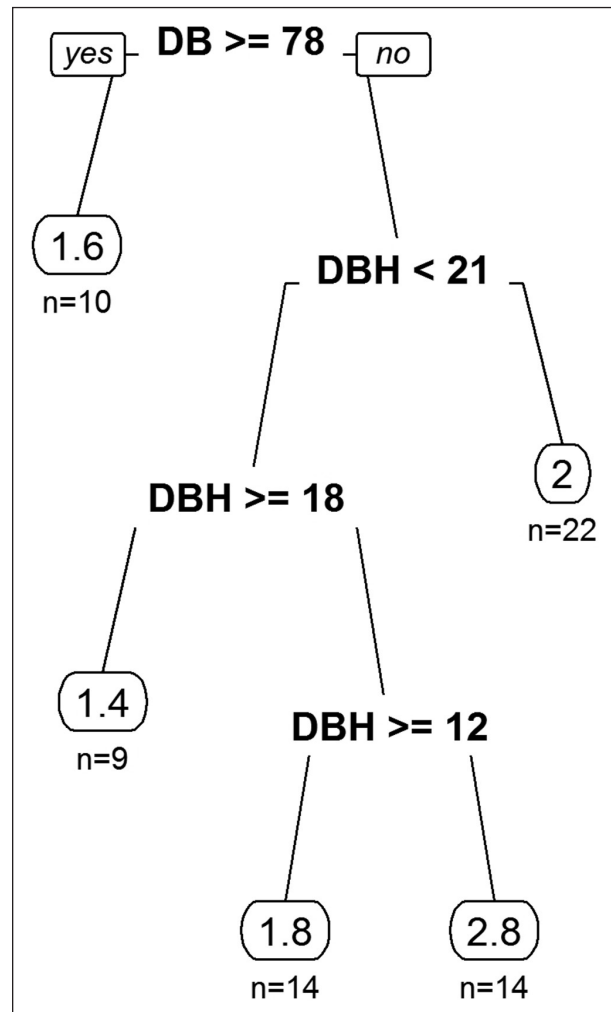 yes DB >= 78 no
1.6
n=10
DBH < 21
2
n=22
DBH >= 18
1.4
n=9
DBH >= 12
1.8 2.8
n=14 n=14